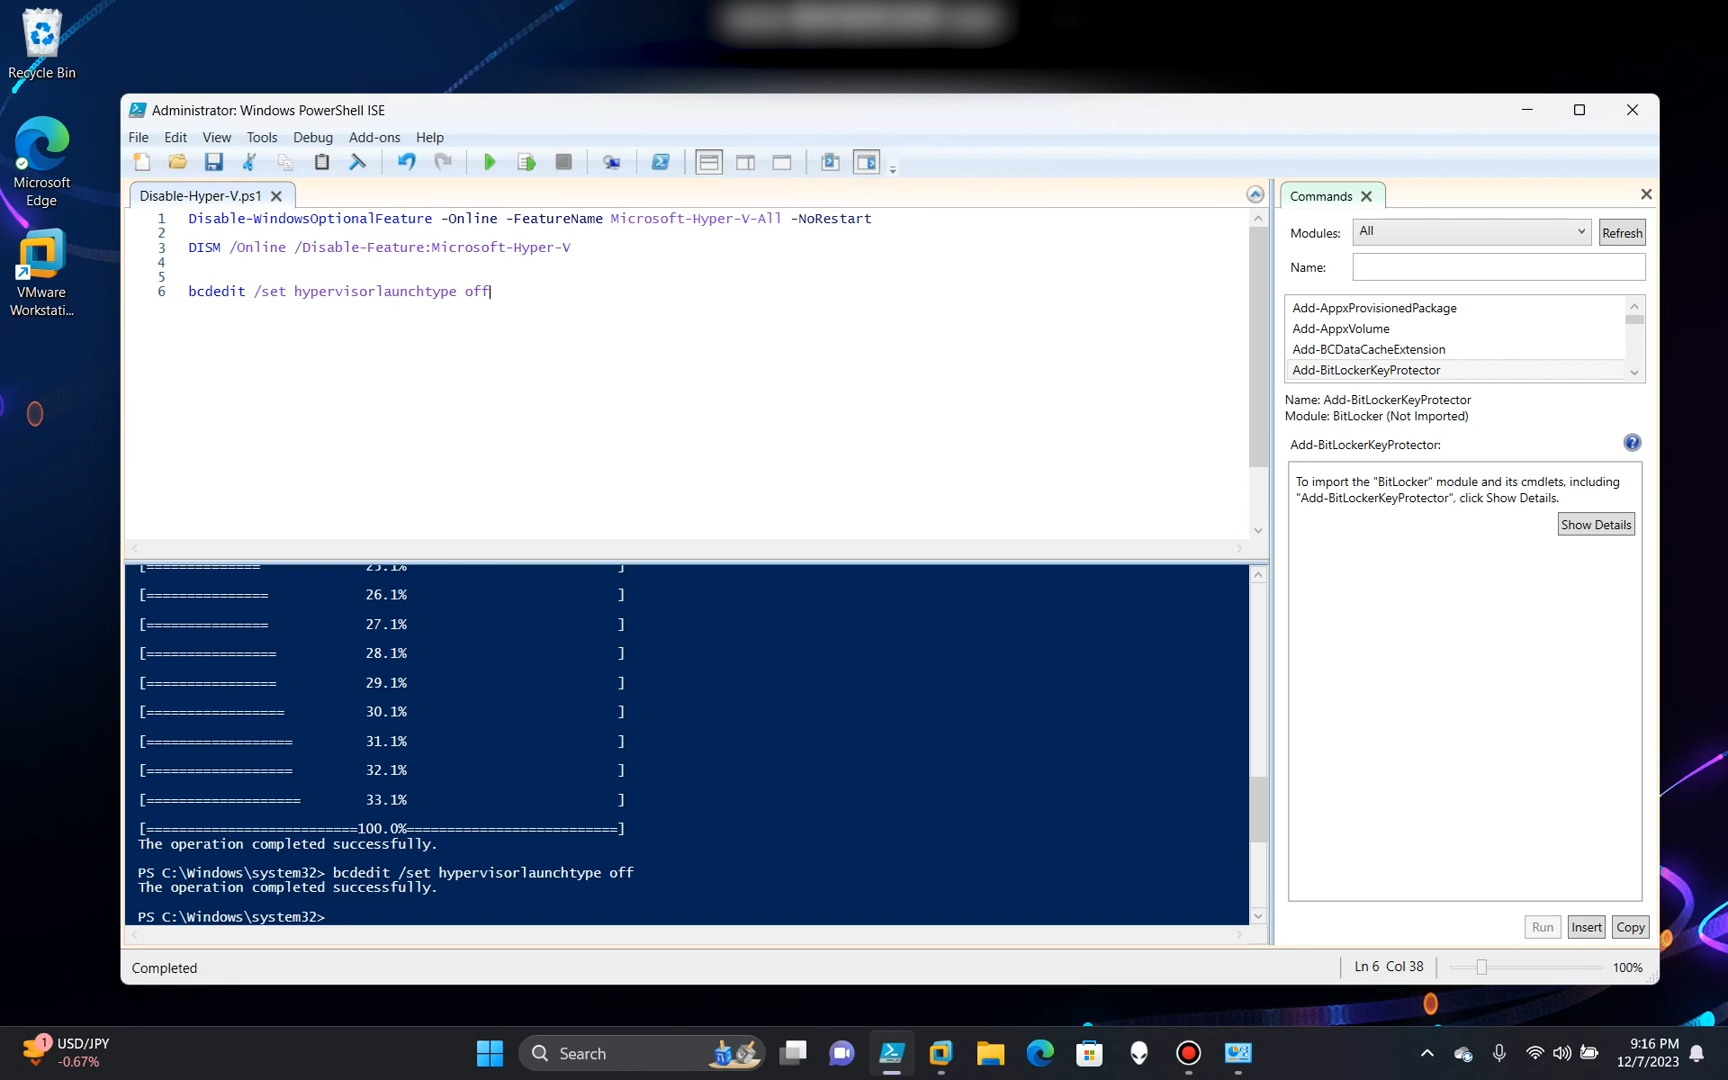 Recycle Bin
Microsoft
Edge
VMware
Workstati...
Administrator: Windows PowerShell ISE
File Edit View Tools Debug Add-ons Help
Disable-Hyper-V.ps1
1 Disable-WindowsOptionalFeature -Online -FeatureName Microsoft-Hyper-V-All -NoRestart
2
3 DISM /Online /Disable-Feature:Microsoft-Hyper-V
4
5
6 bcdedit /set hypervisorlaunchtype off
[============== 25.1% ]
[=============== 26.1% ]
[=============== 27.1% ]
[================ 28.1% ]
[================ 29.1% ]
[================= 30.1% ]
[================== 31.1% ]
[================== 32.1% ]
[=================== 33.1% ]
[==========================100.0%==========================]
The operation completed successfully.
PS C:\Windows\system32> bcdedit /set hypervisorlaunchtype off
The operation completed successfully.
PS C:\Windows\system32>
Completed
Ln 6 Col 38
100%
Commands
Modules: All Refresh
Name:
Add-AppxProvisionedPackage
Add-AppxVolume
Add-BCDataCacheExtension
Add-BitLockerKeyProtector
Name: Add-BitLockerKeyProtector
Module: BitLocker (Not Imported)
Add-BitLockerKeyProtector:
To import the "BitLocker" module and its cmdlets, including
"Add-BitLockerKeyProtector", click Show Details.
Show Details
Run Insert Copy
1
USD/JPY
-0.67%
Search
9:16 PM
12/7/2023